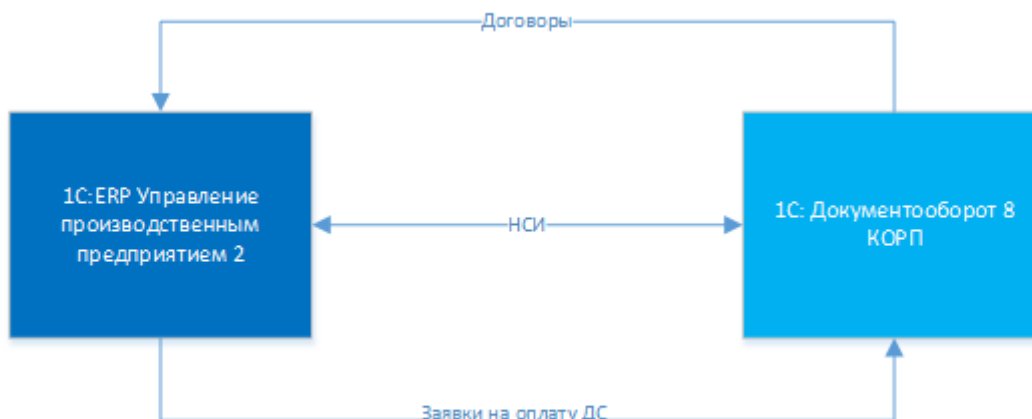 Договоры
1С:ERP Управление
производственным
предприятием 2
НСИ
1С: Документооборот 8
КОРП
Заявки на оплату ДС